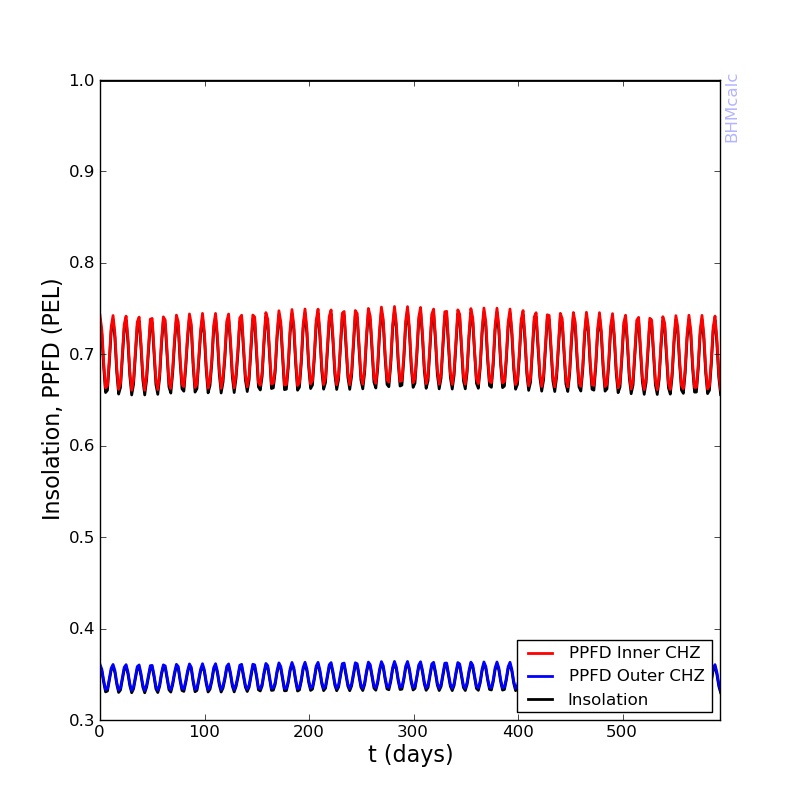 BHMcalc
Insolation, PPFD (PEL)
1.0
0.9
0.8
0.7
0.6
0.5
0.4
0.3
PPFD Inner CHZ
PPFD Outer CHZ
Insolation
0 100 200 300 400 500
t (days)